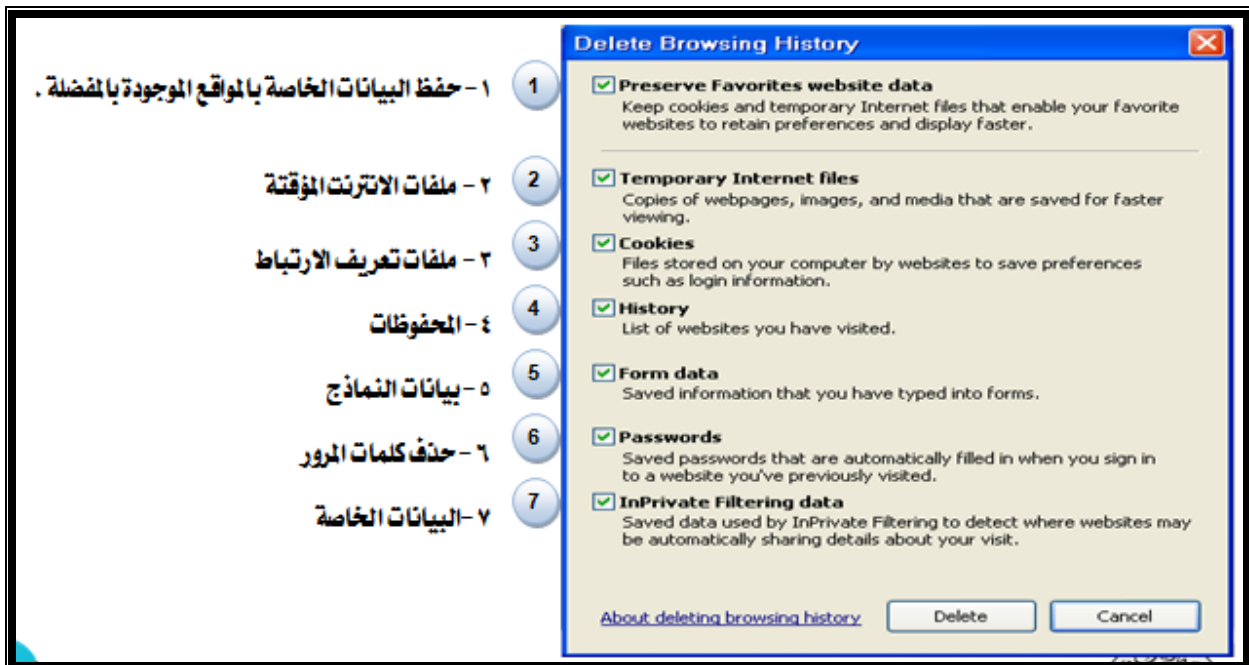 Delete Browsing History
١ - حفظ البيانات الخاصة بالمواقع الموجودة بالمفضلة .
1
Preserve Favorites website data
Keep cookies and temporary Internet files that enable your favorite
websites to retain preferences and display faster.
٢ - ملفات الانترنت المؤقتة
2
Temporary Internet files
Copies of webpages, images, and media that are saved for faster
viewing.
٣ - ملفات تعريف الارتباط
3
Cookies
Files stored on your computer by websites to save preferences
such as login information.
٤ - المحفوظات
4
History
List of websites you have visited.
٥ - بيانات النماذج
5
Form data
Saved information that you have typed into forms.
٦ - حذف كلمات المرور
6
Passwords
Saved passwords that are automatically filled in when you sign in
to a website you've previously visited.
٧ -البيانات الخاصة
7
InPrivate Filtering data
Saved data used by InPrivate Filtering to detect where websites may
be automatically sharing details about your visit.
About deleting browsing history
Delete
Cancel